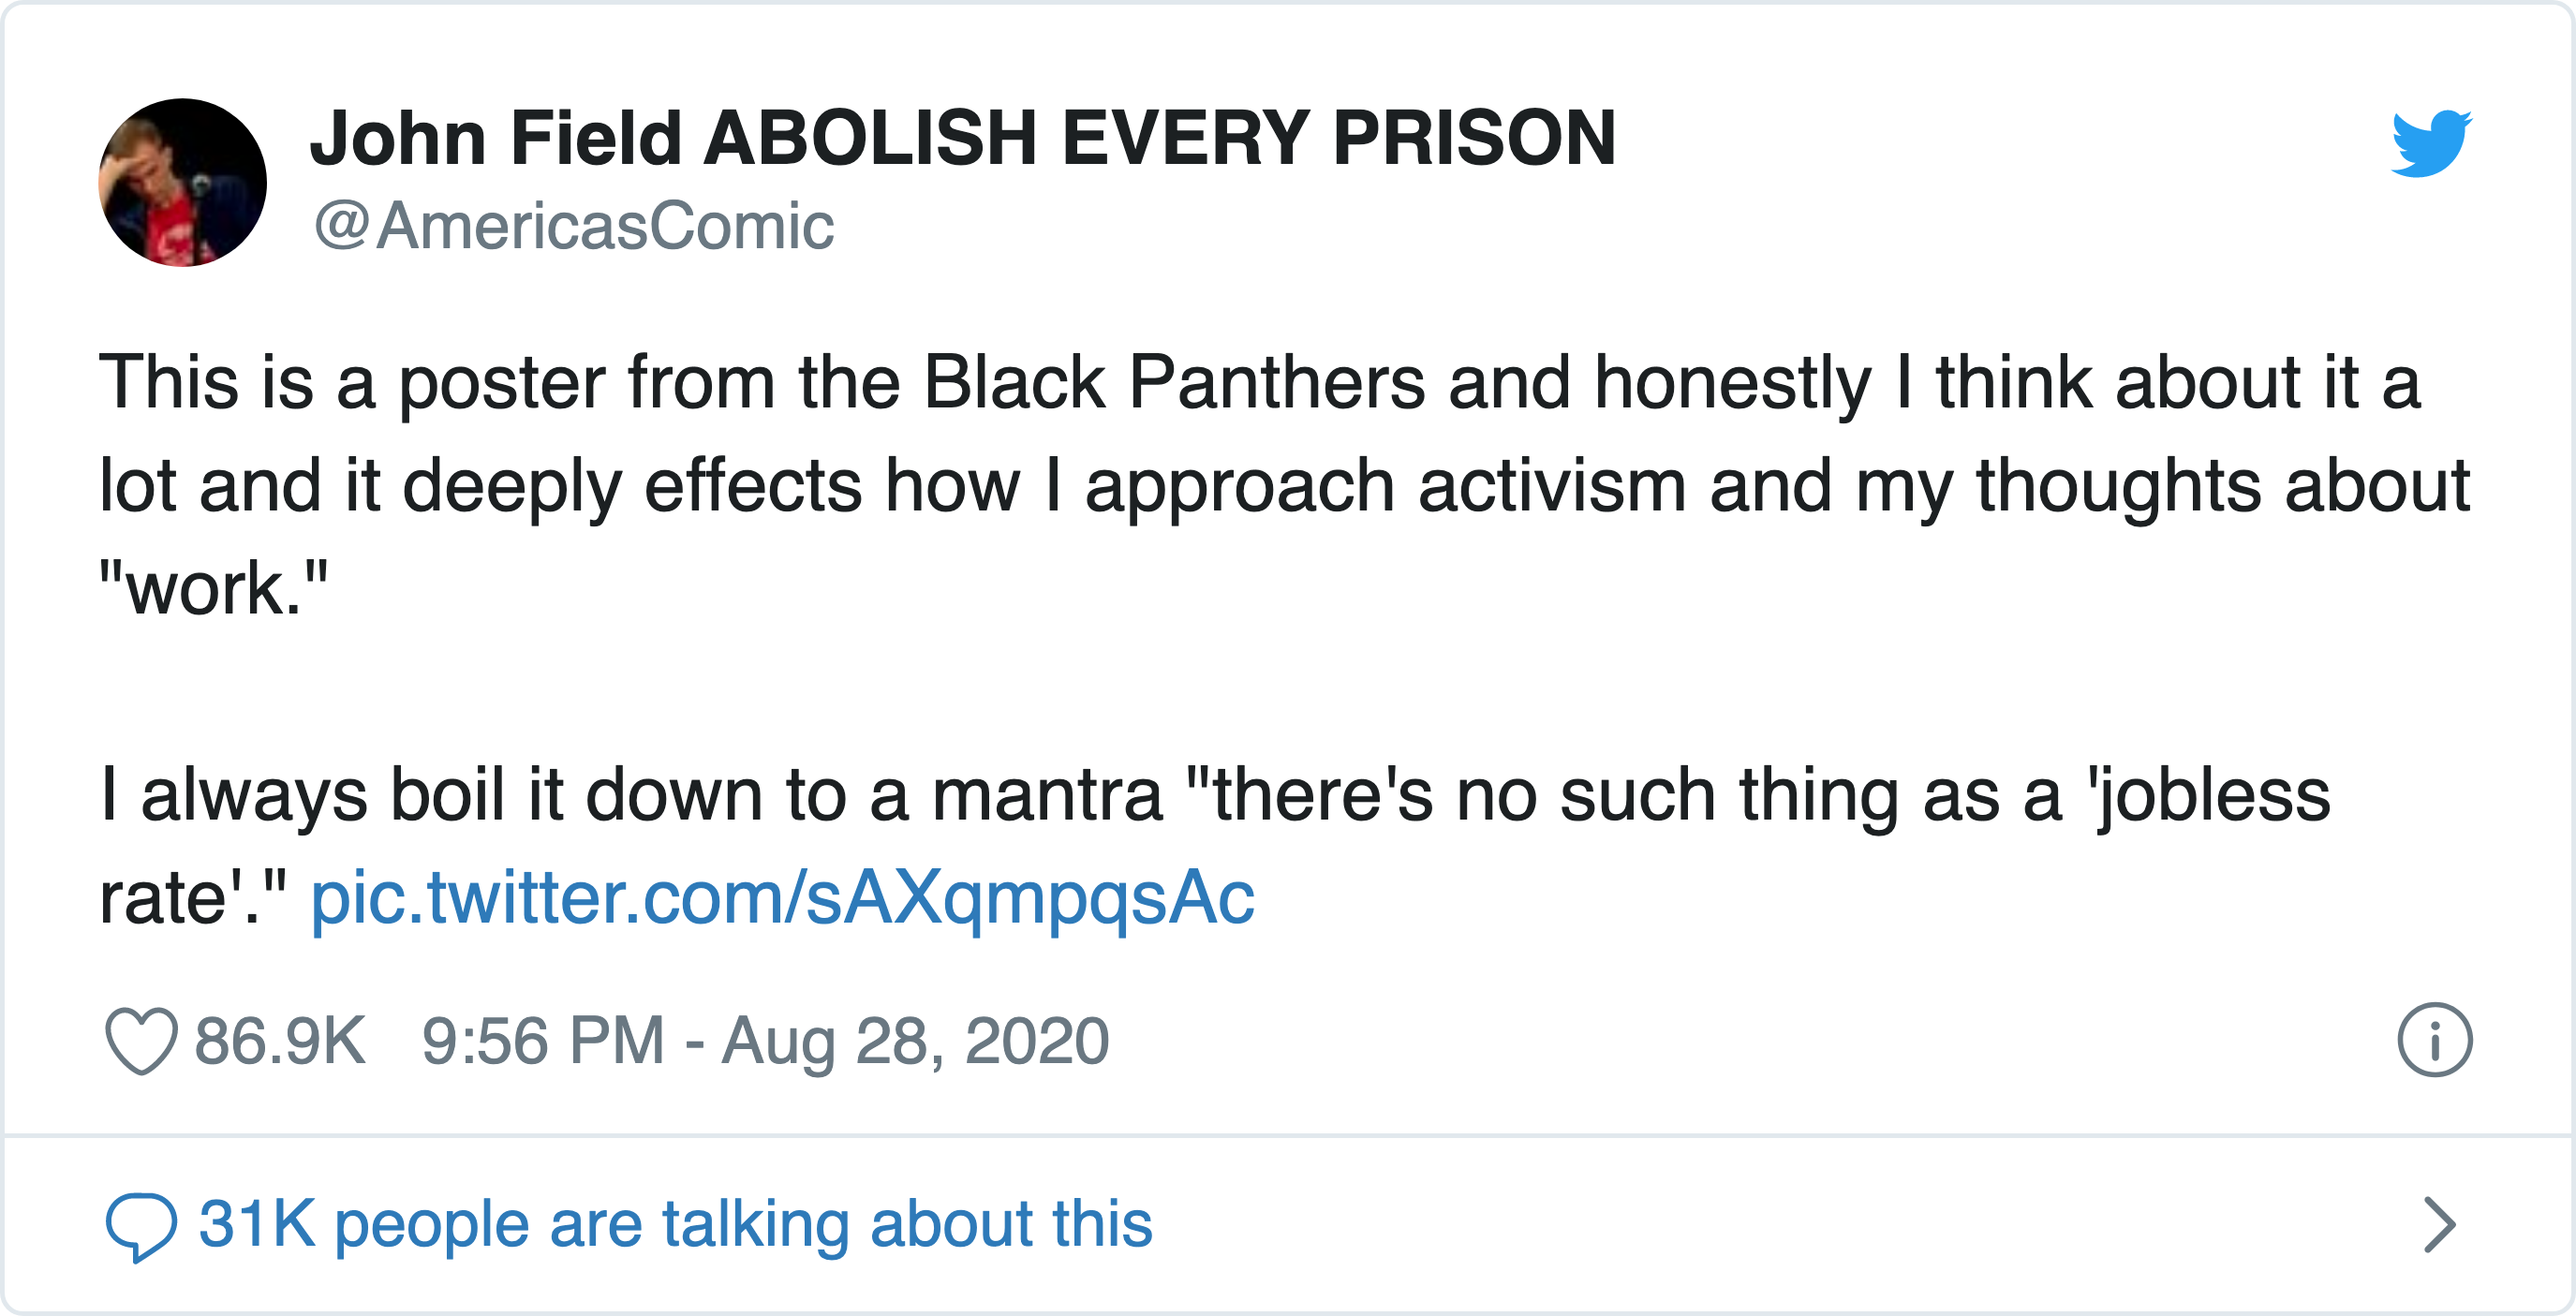 John Field ABOLISH EVERY PRISON
@AmericasComic
This is a poster from the Black Panthers and honestly I think about it a
lot and it deeply effects how I approach activism and my thoughts about
"work."
I always boil it down to a mantra "there's no such thing as a 'jobless
rate'." pic.twitter.com/sAXqmpqsAc
86.9K 9:56 PM - Aug 28, 2020
31K people are talking about this